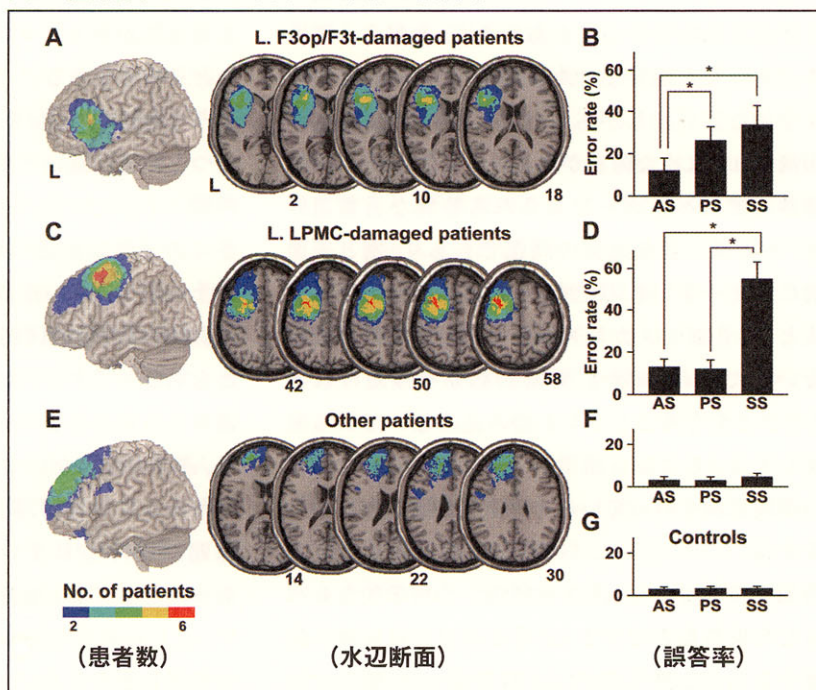 A L. F3op/F3t-damaged patients B
Error rate (%)
60
40
20
0
* *
AS PS SS
L L 2 10 18
C L. LPMC-damaged patients D
Error rate (%)
60
40
20
0
* *
AS PS SS
42 50 58
E Other patients F
20
0
AS PS SS
14 22 30
G Controls
20
0
AS PS SS
No. of patients
2 6
(患者数) (水辺断面) (誤答率)